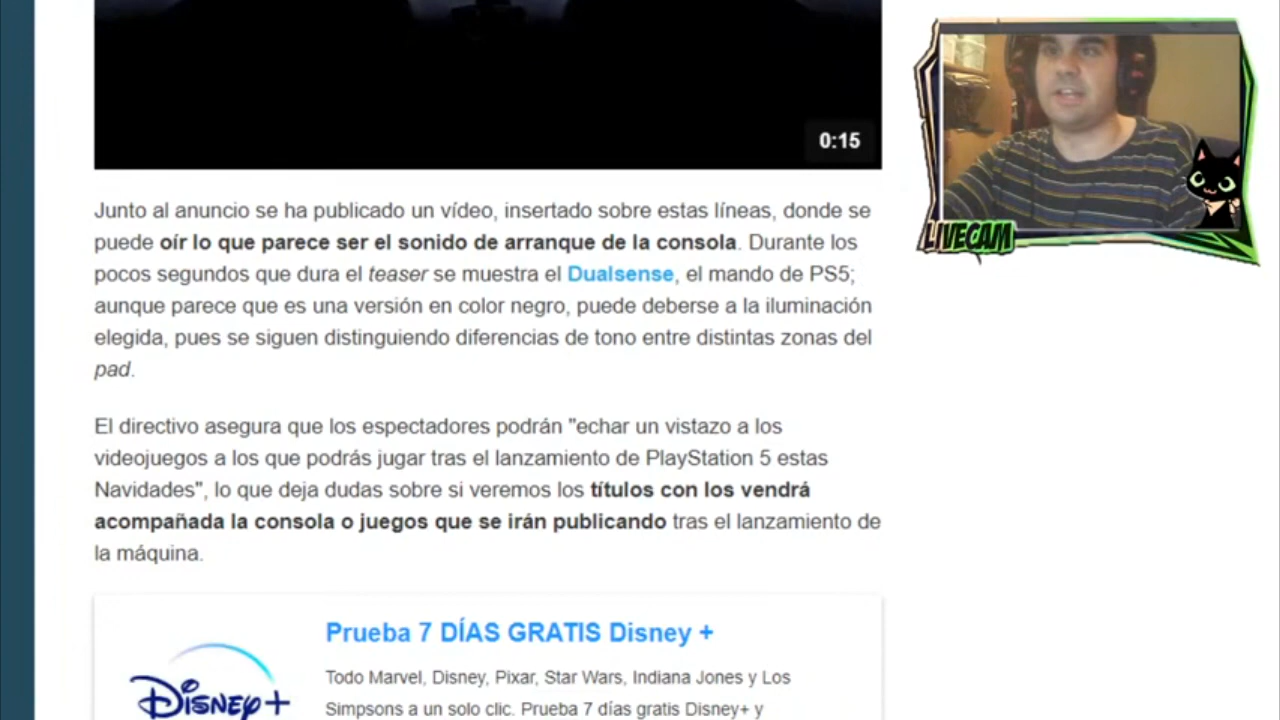 0:15
LIVECAM
Junto al anuncio se ha publicado un vídeo, insertado sobre estas líneas, donde se
puede oír lo que parece ser el sonido de arranque de la consola. Durante los
pocos segundos que dura el teaser se muestra el Dualsense, el mando de PS5;
aunque parece que es una versión en color negro, puede deberse a la iluminación
elegida, pues se siguen distinguiendo diferencias de tono entre distintas zonas del
pad.
El directivo asegura que los espectadores podrán "echar un vistazo a los
videojuegos a los que podrás jugar tras el lanzamiento de PlayStation 5 estas
Navidades", lo que deja dudas sobre si veremos los títulos con los vendrá
acompañada la consola o juegos que se irán publicando tras el lanzamiento de
la máquina.
Prueba 7 DÍAS GRATIS Disney +
Disney+
Todo Marvel, Disney, Pixar, Star Wars, Indiana Jones y Los
Simpsons a un solo clic. Prueba 7 días gratis Disney+ y